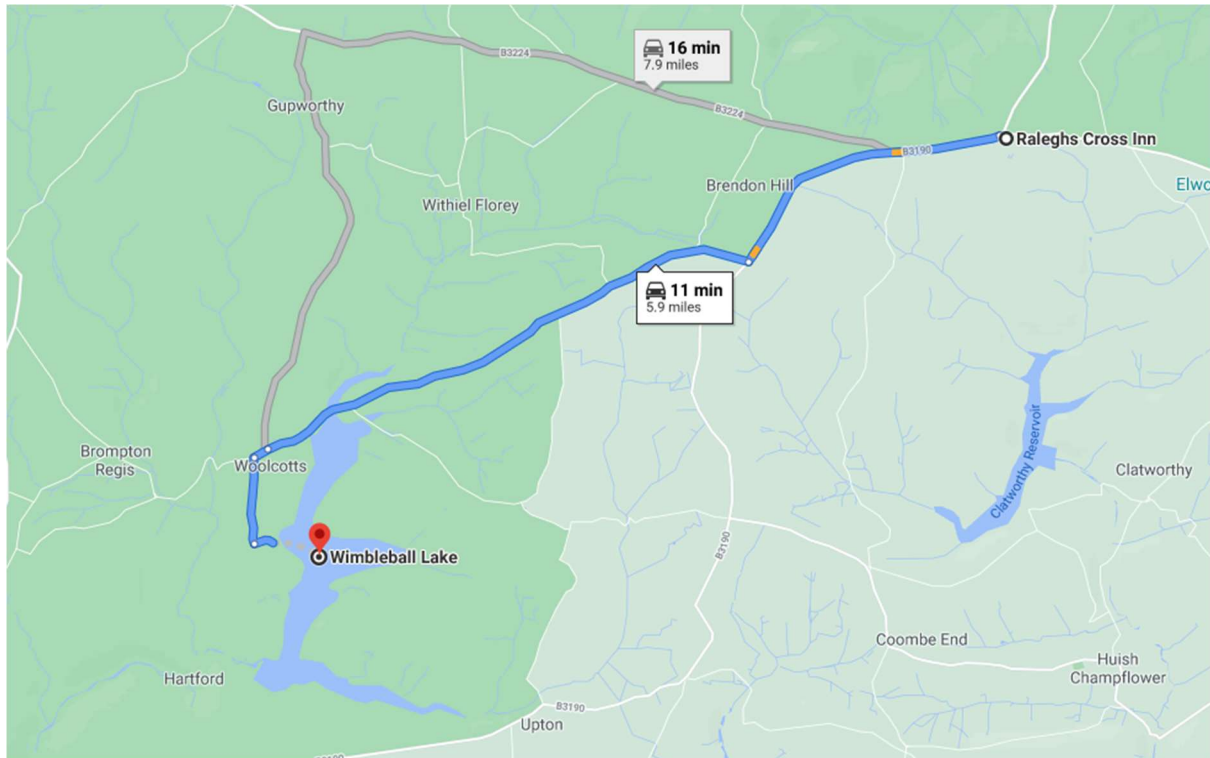 16 min
7.9 miles
B3224
Gupworthy
B3224
Raleghs Cross Inn
B3190
Brendon Hill
Elwo
Withiel Florey
11 min
5.9 miles
Clatworthy Reservoir
Brompton
Regis
Woolcotts
Clatworthy
B3190
Wimbleball Lake
Coombe End
Huish
Champflower
Hartford
B3190
Upton